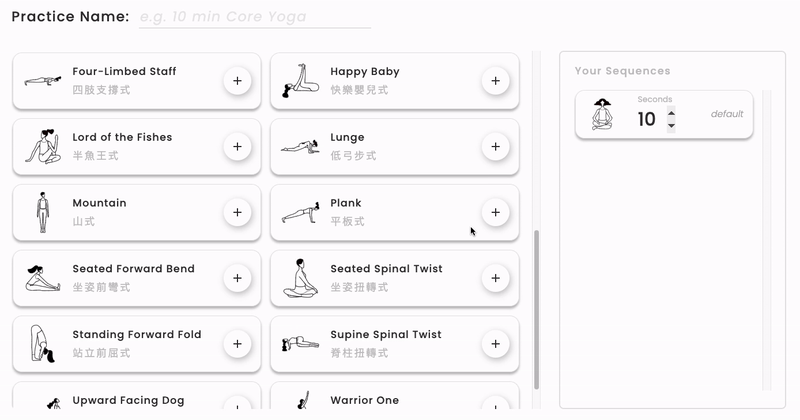 Practice Name: e.g. 10 min Core Yoga
Four-Limbed Staff
四肢支撐式
Happy Baby
快樂嬰兒式
Lord of the Fishes
半魚王式
Lunge
低弓步式
Mountain
山式
Plank
平板式
Seated Forward Bend
坐姿前彎式
Seated Spinal Twist
坐姿扭轉式
Standing Forward Fold
站立前屈式
Supine Spinal Twist
脊柱扭轉式
Upward Facing Dog
Warrior One
Your Sequences
Seconds
10
default